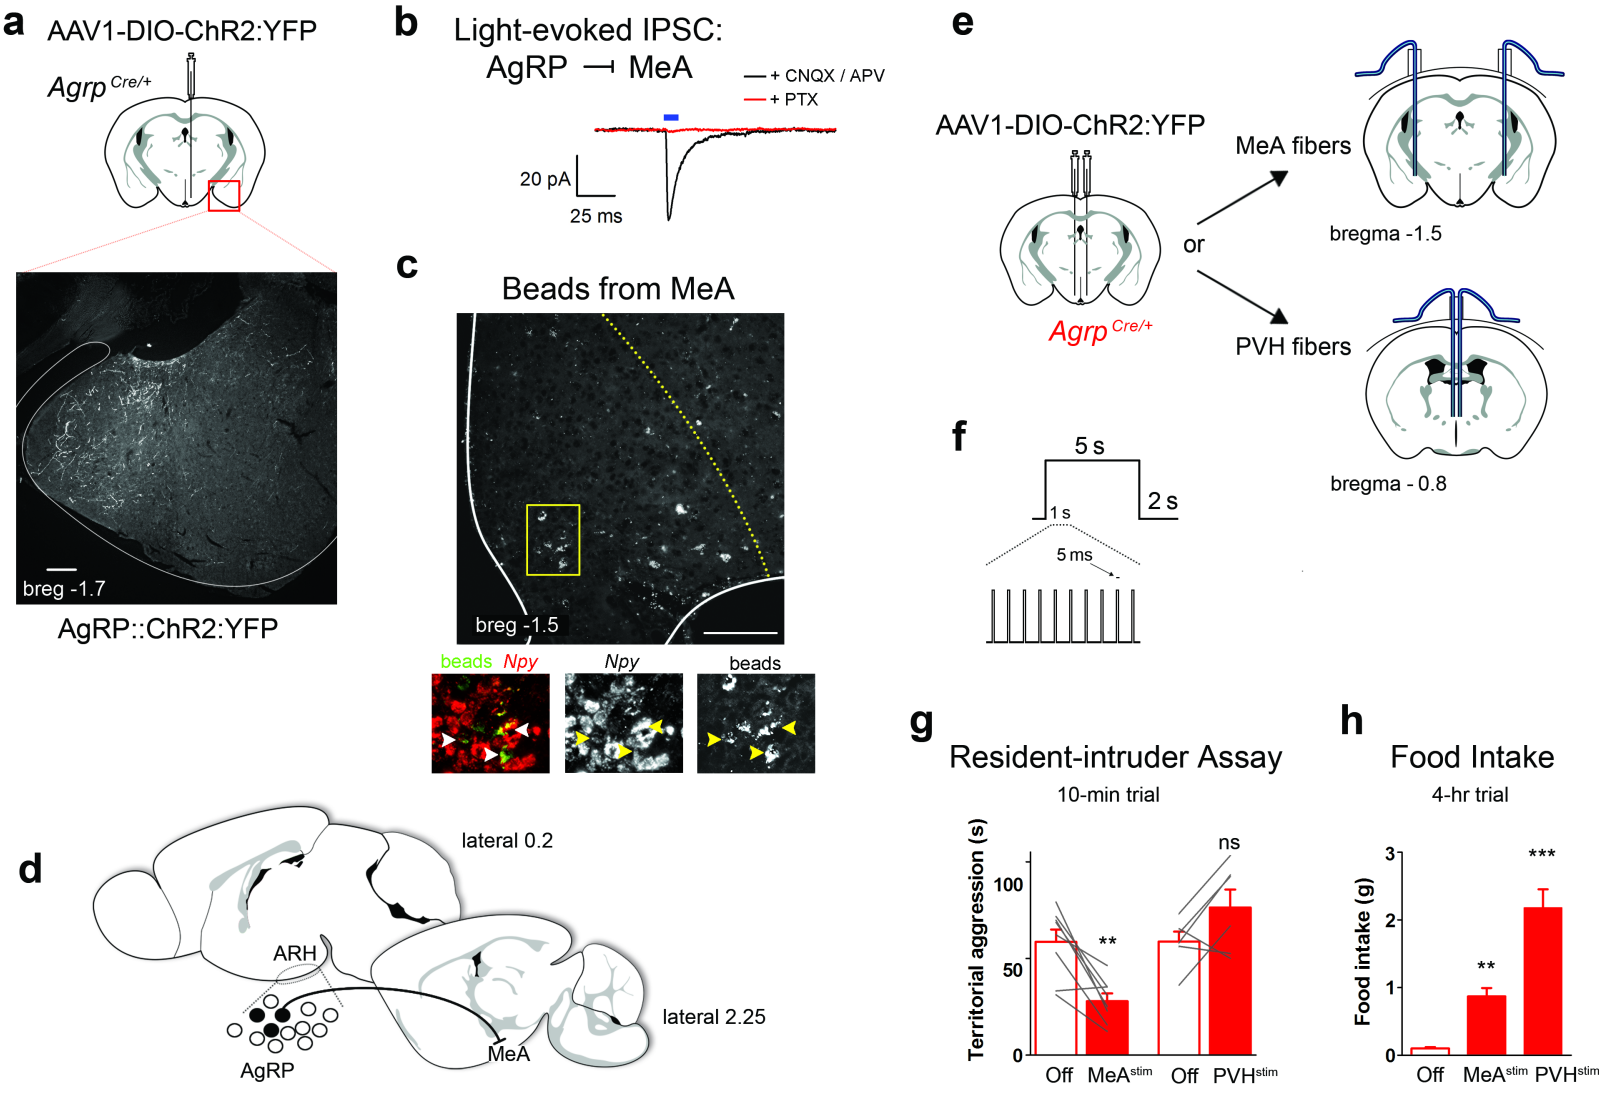 a
AAV1-DIO-ChR2:YFP
Agrp Cre/+
breg -1.7
AgRP::ChR2:YFP
b
Light-evoked IPSC:
AgRP ⊣ MeA
+ CNQX / APV
+ PTX
20 pA
25 ms
c
Beads from MeA
breg -1.5
beads Npy
Npy
beads
d
lateral 0.2
ARH
AgRP
MeA
lateral 2.25
e
AAV1-DIO-ChR2:YFP
Agrp Cre/+
or
MeA fibers
bregma -1.5
PVH fibers
bregma - 0.8
f
5 s
2 s
1 s
5 ms
g
Resident-intruder Assay
10-min trial
Territorial aggression (s)
100
50
0
**
ns
Off MeAstim Off PVHstim
h
Food Intake
4-hr trial
Food intake (g)
3
2
1
0
**
***
Off MeAstim PVHstim